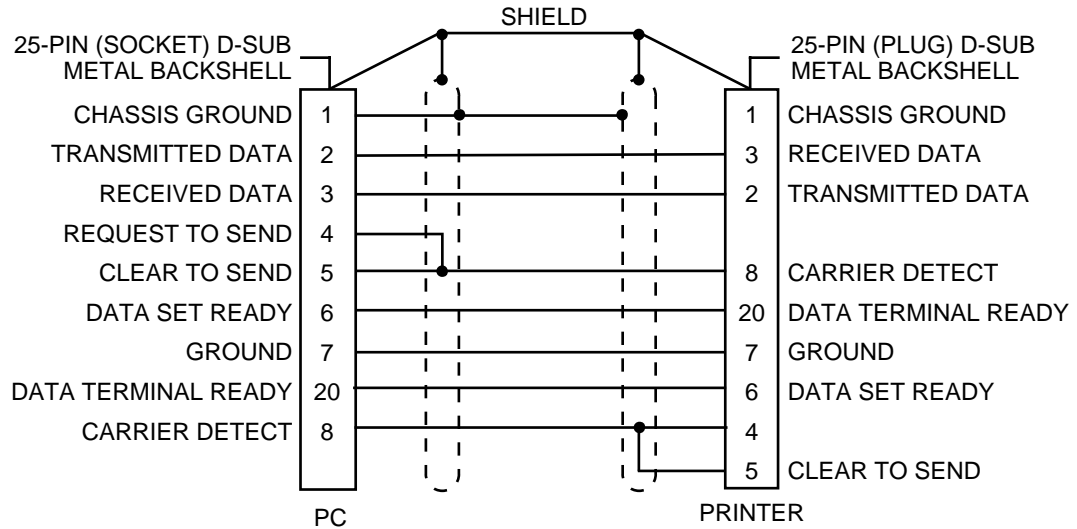 SHIELD
25-PIN (SOCKET) D-SUB
METAL BACKSHELL
25-PIN (PLUG) D-SUB
METAL BACKSHELL
CHASSIS GROUND 1 1 CHASSIS GROUND
TRANSMITTED DATA 2 3 RECEIVED DATA
RECEIVED DATA 3 2 TRANSMITTED DATA
REQUEST TO SEND 4
CLEAR TO SEND 5 8 CARRIER DETECT
DATA SET READY 6 20 DATA TERMINAL READY
GROUND 7 7 GROUND
DATA TERMINAL READY 20 6 DATA SET READY
CARRIER DETECT 8 4
5 CLEAR TO SEND
PC PRINTER